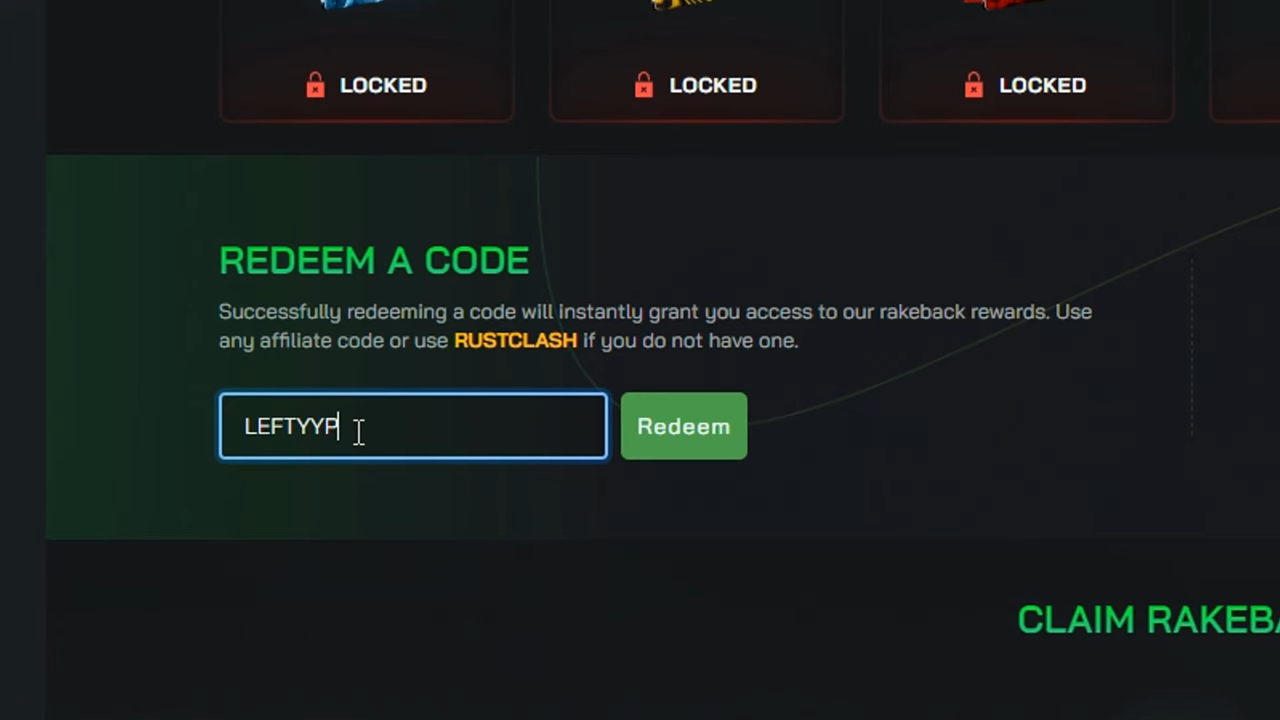 LOCKED LOCKED LOCKED
REDEEM A CODE
Successfully redeeming a code will instantly grant you access to our rakeback rewards. Use
any affiliate code or use RUSTCLASH if you do not have one.
LEFTYYP Redeem
CLAIM RAKEBA